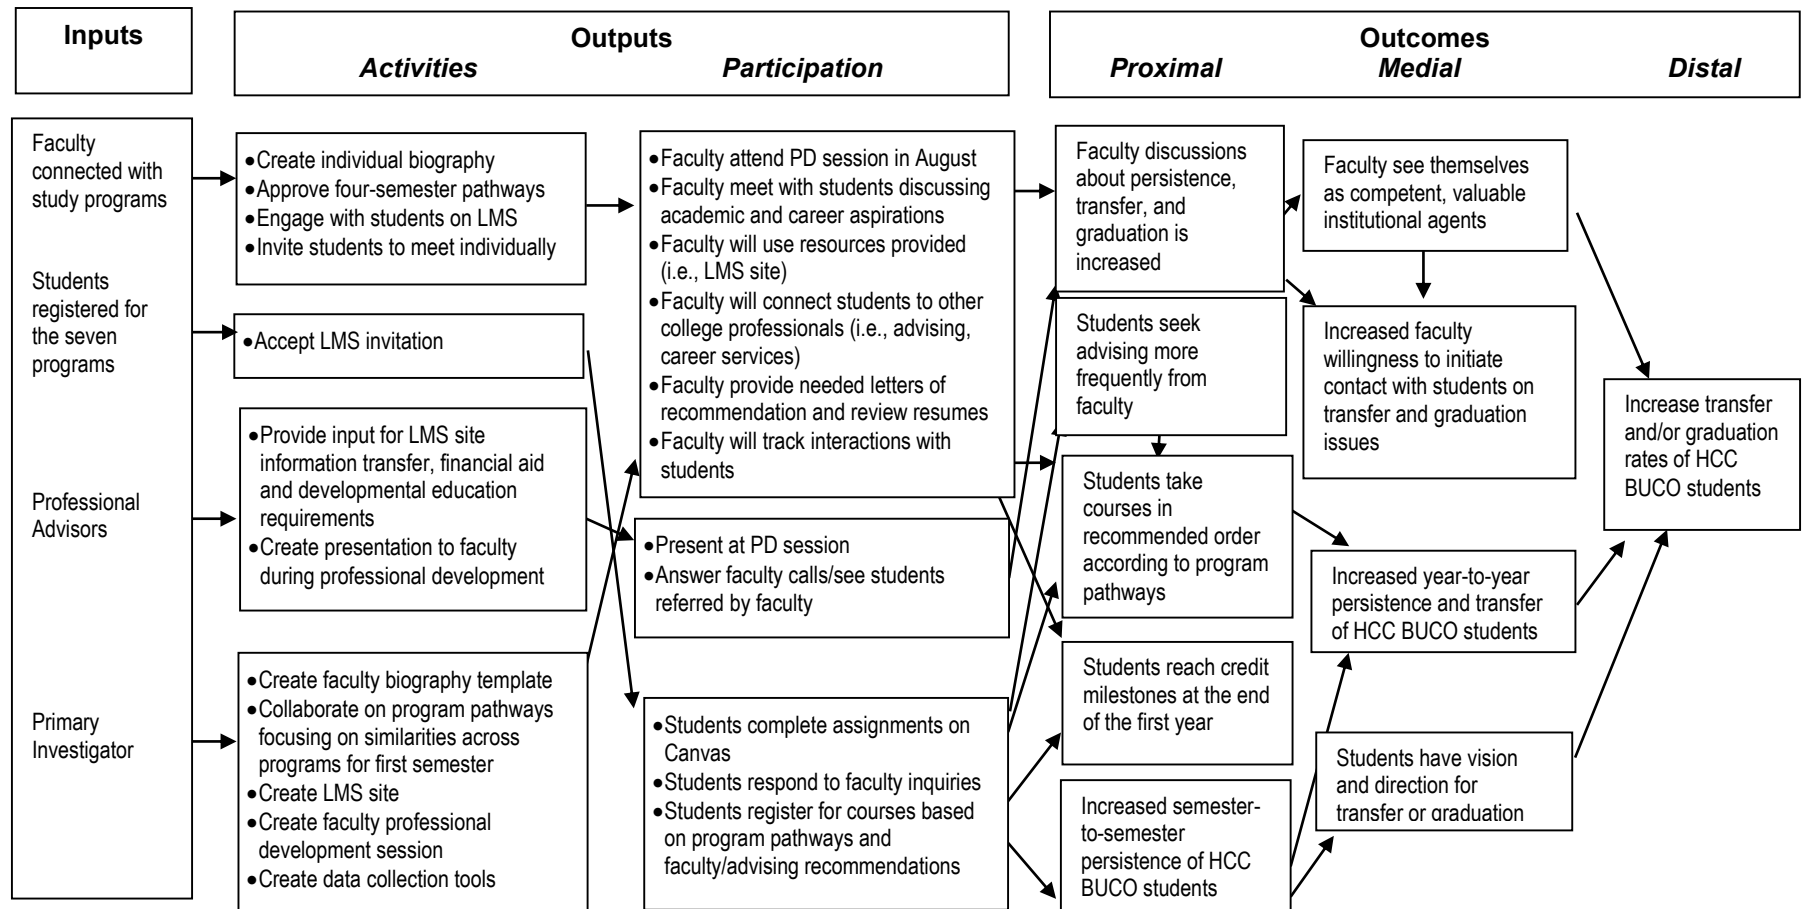 Inputs
Outputs
Activities
Participation
Outcomes
Proximal
Medial
Distal
Faculty
connected with
study programs
Students
registered for
the seven
programs
Professional
Advisors
Primary
Investigator
•Create individual biography
•Approve four-semester pathways
•Engage with students on LMS
•Invite students to meet individually
•Accept LMS invitation
•Provide input for LMS site
information transfer, financial aid
and developmental education
requirements
•Create presentation to faculty
during professional development
•Create faculty biography template
•Collaborate on program pathways
focusing on similarities across
programs for first semester
•Create LMS site
•Create faculty professional
development session
•Create data collection tools
•Faculty attend PD session in August
•Faculty meet with students discussing
academic and career aspirations
•Faculty will use resources provided
(i.e., LMS site)
•Faculty will connect students to other
college professionals (i.e., advising,
career services)
•Faculty provide needed letters of
recommendation and review resumes
•Faculty will track interactions with
students
•Present at PD session
•Answer faculty calls/see students
referred by faculty
•Students complete assignments on
Canvas
•Students respond to faculty inquiries
•Students register for courses based
on program pathways and
faculty/advising recommendations
Faculty discussions
about persistence,
transfer, and
graduation is
increased
Students seek
advising more
frequently from
faculty
Students take
courses in
recommended order
according to program
pathways
Students reach credit
milestones at the end
of the first year
Increased semester-
to-semester
persistence of HCC
BUCO students
Faculty see themselves
as competent, valuable
institutional agents
Increased faculty
willingness to initiate
contact with students on
transfer and graduation
issues
Increased year-to-year
persistence and transfer
of HCC BUCO students
Students have vision
and direction for
transfer or graduation
Increase transfer
and/or graduation
rates of HCC
BUCO students